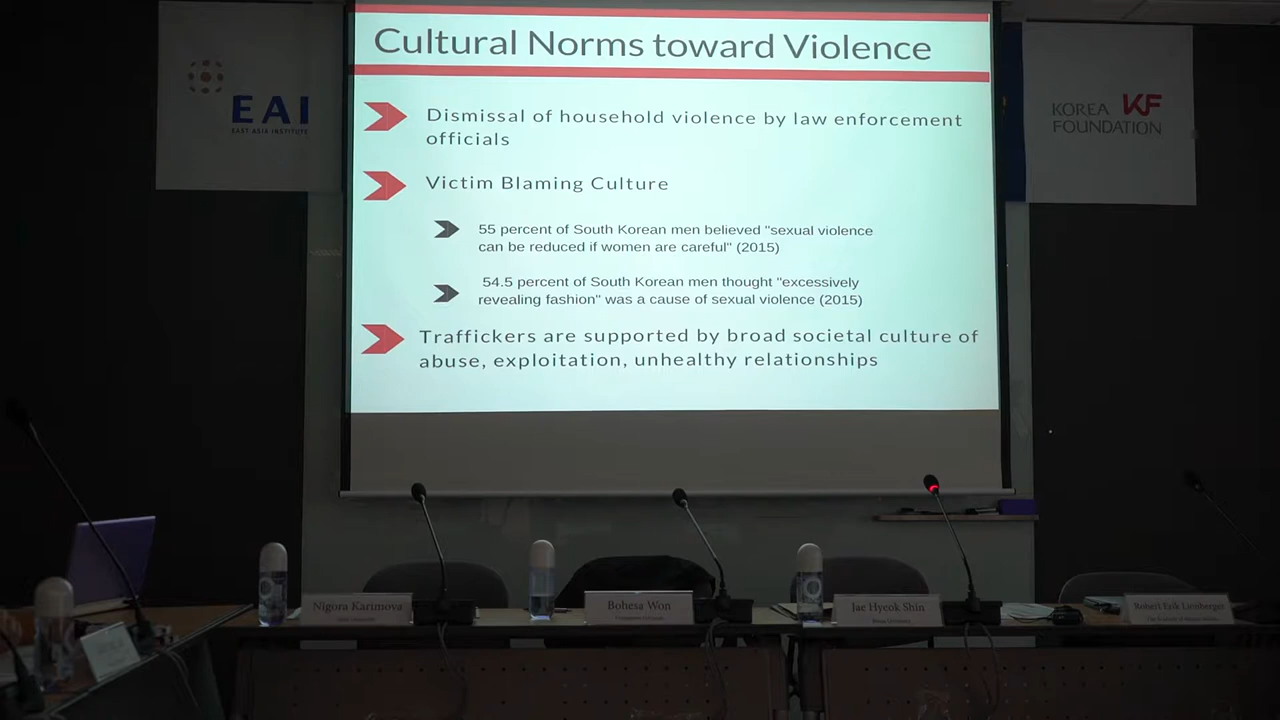 Cultural Norms toward Violence
EAI
EAST ASIA INSTITUTE
KOREA KF
FOUNDATION
Dismissal of household violence by law enforcement
officials
Victim Blaming Culture
55 percent of South Korean men believed "sexual violence
can be reduced if women are careful" (2015)
54.5 percent of South Korean men thought "excessively
revealing fashion" was a cause of sexual violence (2015)
Traffickers are supported by broad societal culture of
abuse, exploitation, unhealthy relationships
Nigora Karimova
Bohesa Won
Jae Hyeok Shin
Robert Erik